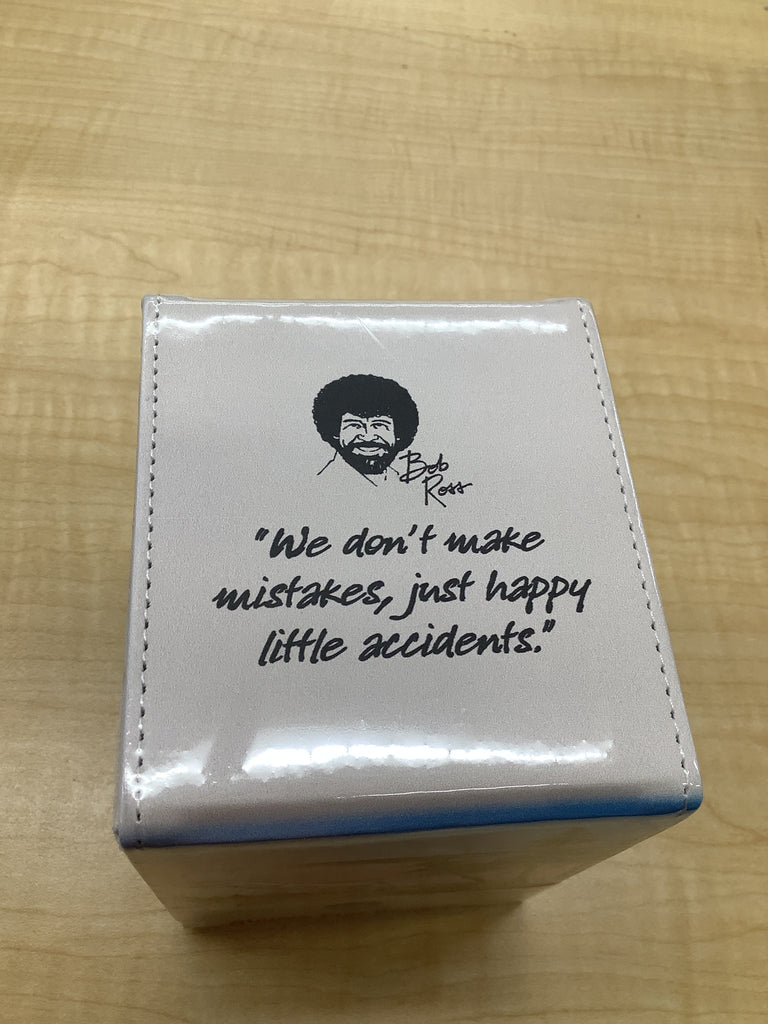 Bob
Ross
"We don't make
mistakes, just happy
little accidents."